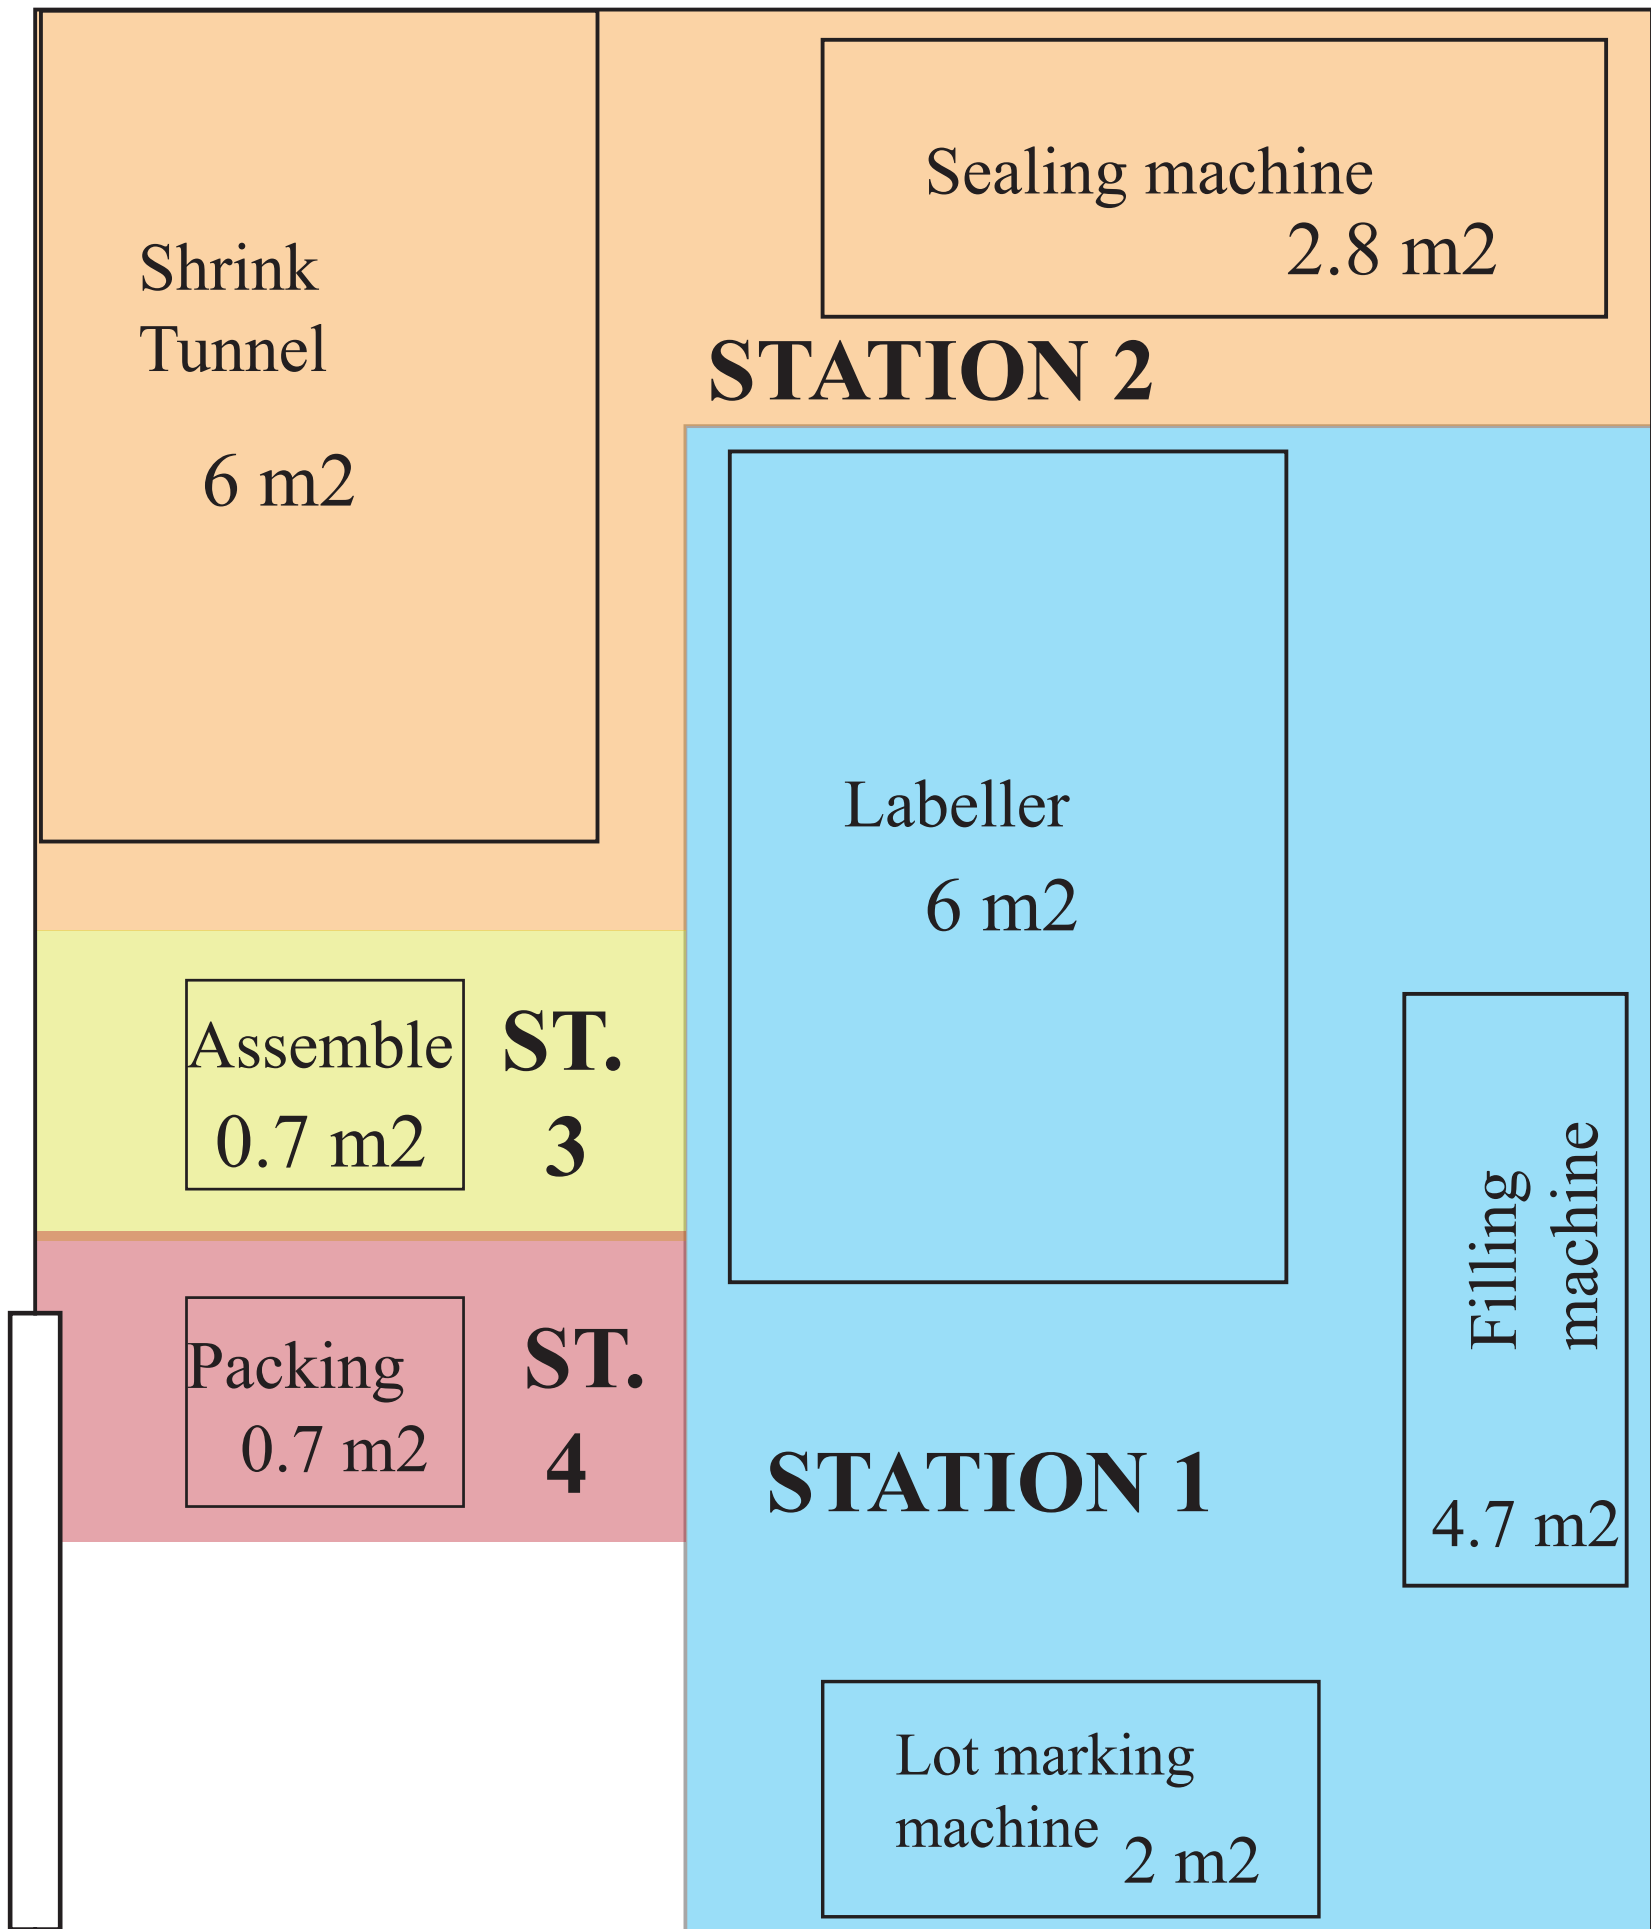 Sealing machine
2.8 m2
Shrink
Tunnel
6 m2
STATION 2
Labeller
6 m2
Assemble
0.7 m2
ST.
3
Filling
machine
4.7 m2
Packing
0.7 m2
ST.
4
STATION 1
Lot marking
machine
2 m2